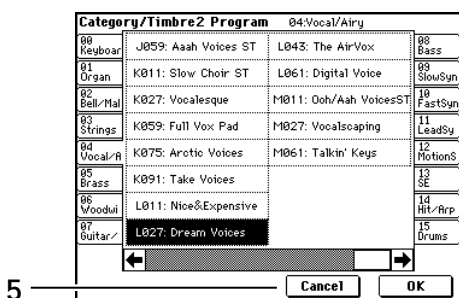 Category/Timbre2 Program 04:Vocal/Airy
00 Keyboar
01 Organ
02 Bell/Mal
03 Strings
04 Vocal/A
05 Brass
06 Woodwi
07 Guitar/
J059: Aaah Voices ST
K011: Slow Choir ST
K027: Vocalesque
K059: Full Vox Pad
K075: Arctic Voices
K091: Take Voices
L011: Nice&Expensive
L027: Dream Voices
L043: The AirVox
L061: Digital Voice
M011: Ooh/Aah VoicesST
M027: Vocalscaping
M061: Talkin' Keys
08 Bass
09 SlowSyn
10 FastSyn
11 LeadSy
12 MotionS
13 SE
14 Hit/Arp
15 Drums
5
Cancel OK